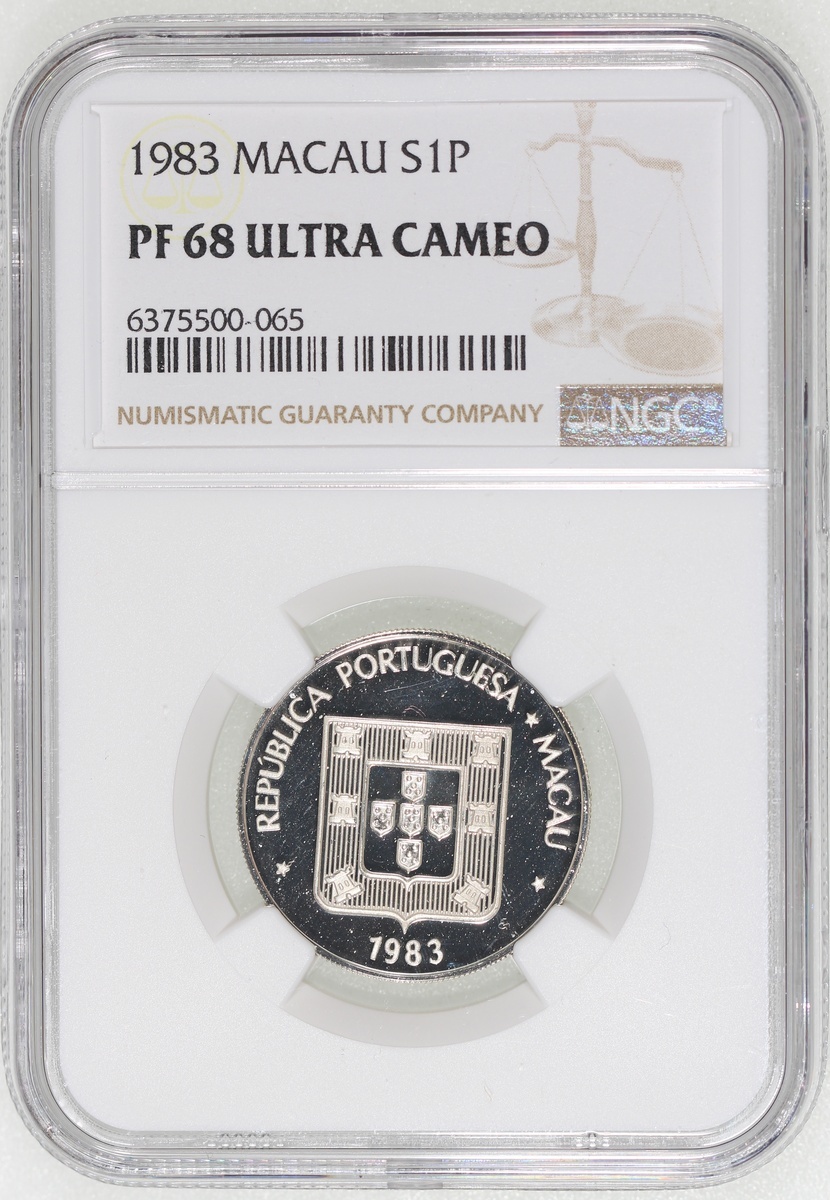 1983 MACAU S1P
PF 68 ULTRA CAMEO
6375500-065
NUMISMATIC GUARANTY COMPANY
NGC
REPÚBLICA PORTUGUESA ★ MACAU
1983